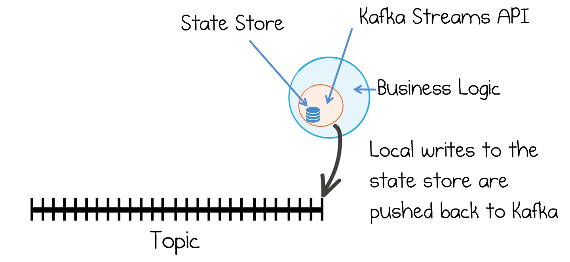 State Store
Kafka Streams API
Business Logic
Local writes to the
state store are
pushed back to Kafka
Topic